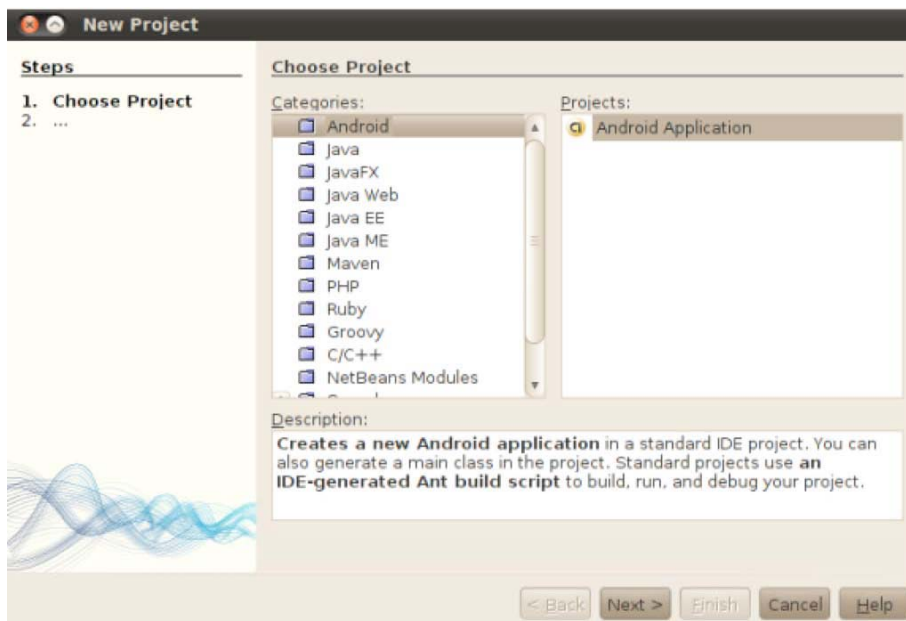 New Project
Steps
1. Choose Project
2. ...
Choose Project
Categories:
Android
Java
JavaFX
Java Web
Java EE
Java ME
Maven
PHP
Ruby
Groovy
C/C++
NetBeans Modules
Projects:
Android Application
Description:
Creates a new Android application in a standard IDE project. You can
also generate a main class in the project. Standard projects use an
IDE-generated Ant build script to build, run, and debug your project.
< Back
Next >
Finish
Cancel
Help